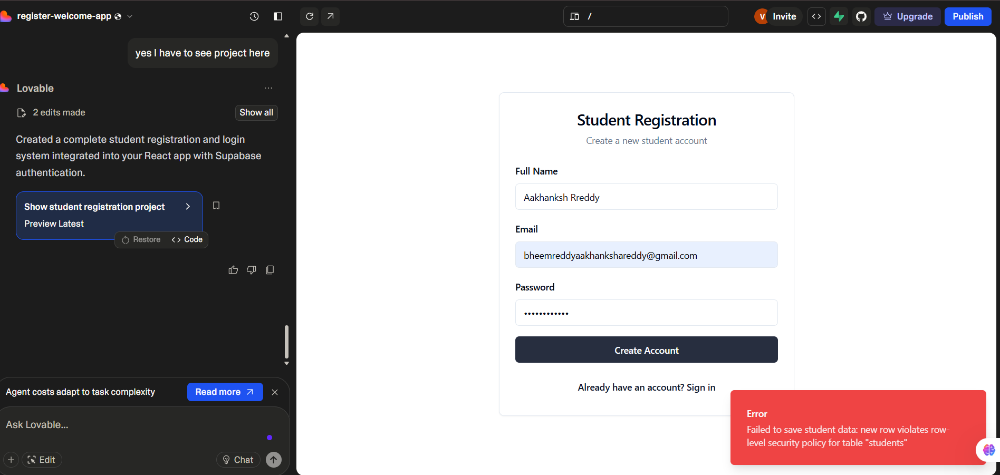 register-welcome-app
/
V
Invite
Upgrade
Publish
yes I have to see project here
Lovable
2 edits made
Show all
Created a complete student registration and login
system integrated into your React app with Supabase
authentication.
Show student registration project
Preview Latest
Restore
Code
Agent costs adapt to task complexity
Read more
Ask Lovable...
Edit
Chat
Student Registration
Create a new student account
Full Name
Aakhanksh Rreddy
Email
bheemreddyaakhankshareddy@gmail.com
Password
••••••••••••
Create Account
Already have an account? Sign in
Error
Failed to save student data: new row violates row-
level security policy for table "students"